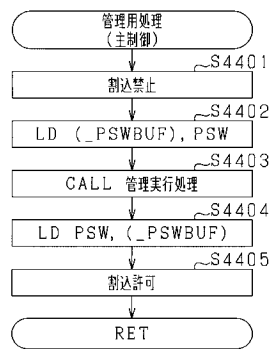 管理用処理
(主制御)
S4401
割込禁止
S4402
LD (_PSWBUF), PSW
S4403
CALL 管理実行処理
S4404
LD PSW, (_PSWBUF)
S4405
割込許可
RET